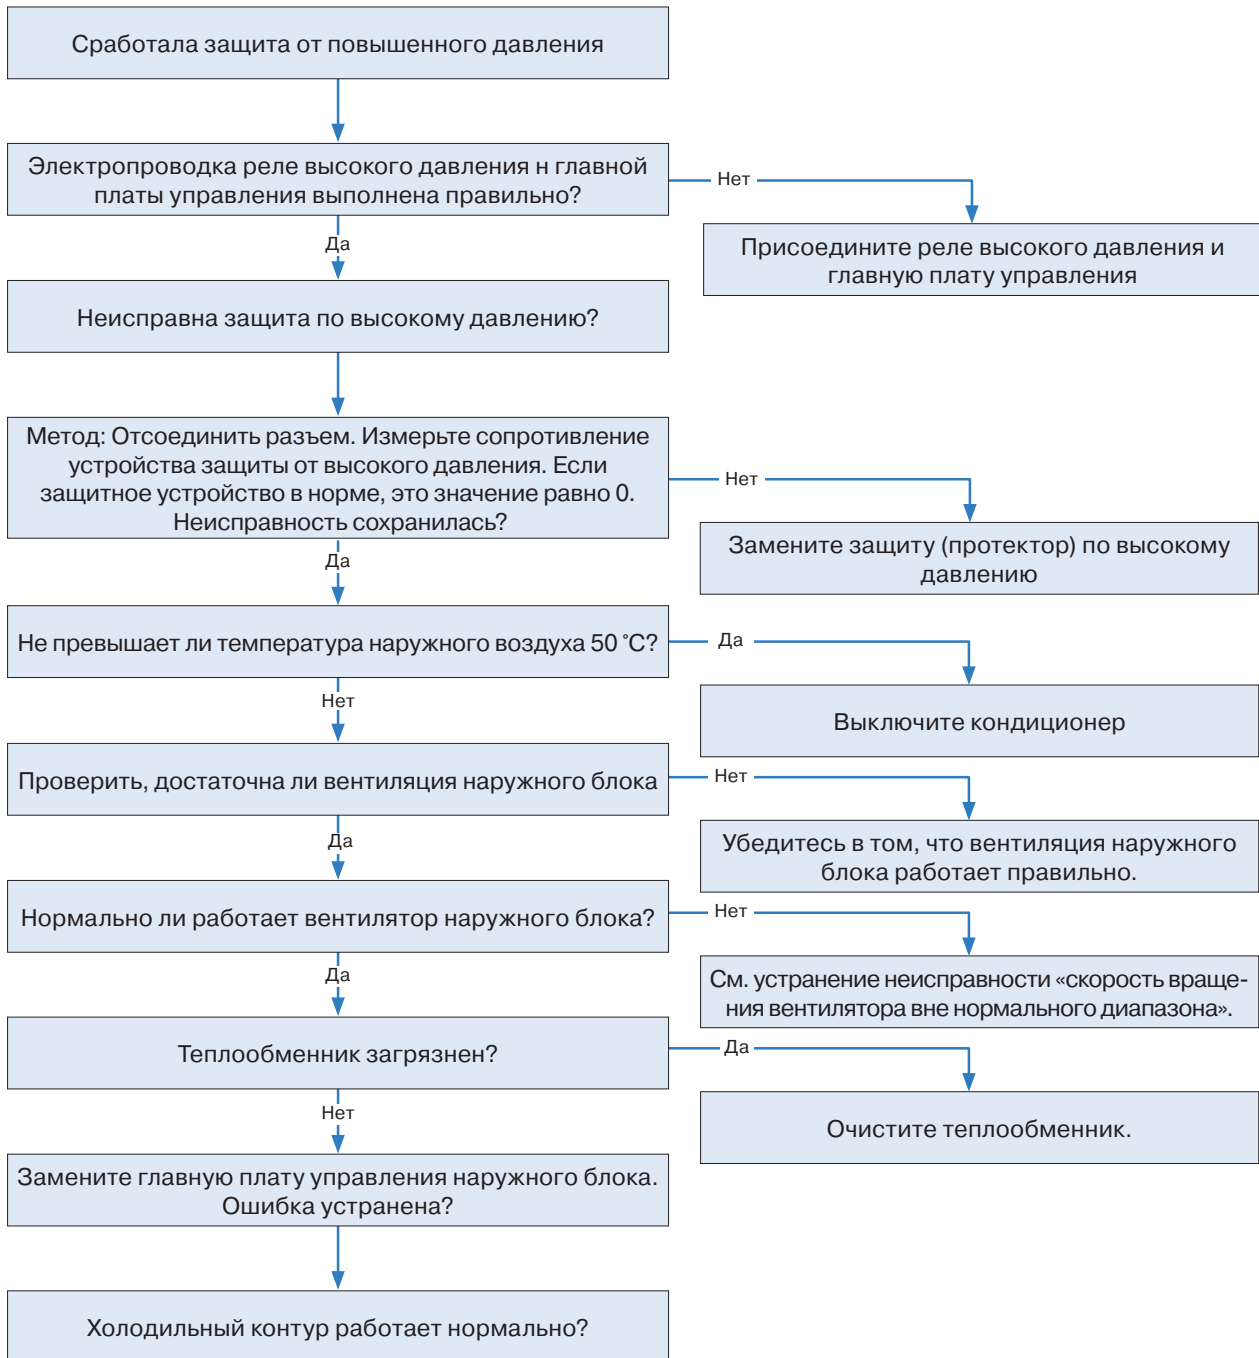 Сработала защита от повышенного давления
Электропроводка реле высокого давления н главной
платы управления выполнена правильно?
Нет
Да
Присоедините реле высокого давления и
главную плату управления
Неисправна защита по высокому давлению?
Метод: Отсоединить разъем. Измерьте сопротивление
устройства защиты от высокого давления. Если
защитное устройство в норме, это значение равно 0.
Неисправность сохранилась?
Нет
Да
Замените защиту (протектор) по высокому
давлению
Не превышает ли температура наружного воздуха 50 °С?
Да
Нет
Выключите кондиционер
Проверить, достаточна ли вентиляция наружного блока
Нет
Да
Убедитесь в том, что вентиляция наружного
блока работает правильно.
Нормально ли работает вентилятор наружного блока?
Нет
Да
См. устранение неисправности «скорость враще-
ния вентилятора вне нормального диапазона».
Теплообменник загрязнен?
Да
Нет
Очистите теплообменник.
Замените главную плату управления наружного блока.
Ошибка устранена?
Холодильный контур работает нормально?